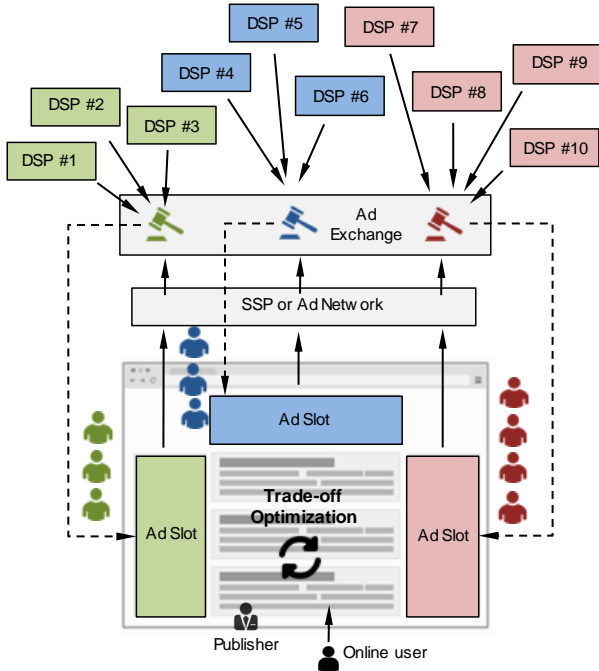 DSP #5
DSP #7
DSP #4
DSP #9
DSP #8
DSP #2
DSP #6
DSP #3
DSP #1
DSP #10
Ad
Exchange
SSP or Ad Network
Ad Slot
Trade-off
Optimization
Ad Slot
Ad Slot
Publisher
Online user